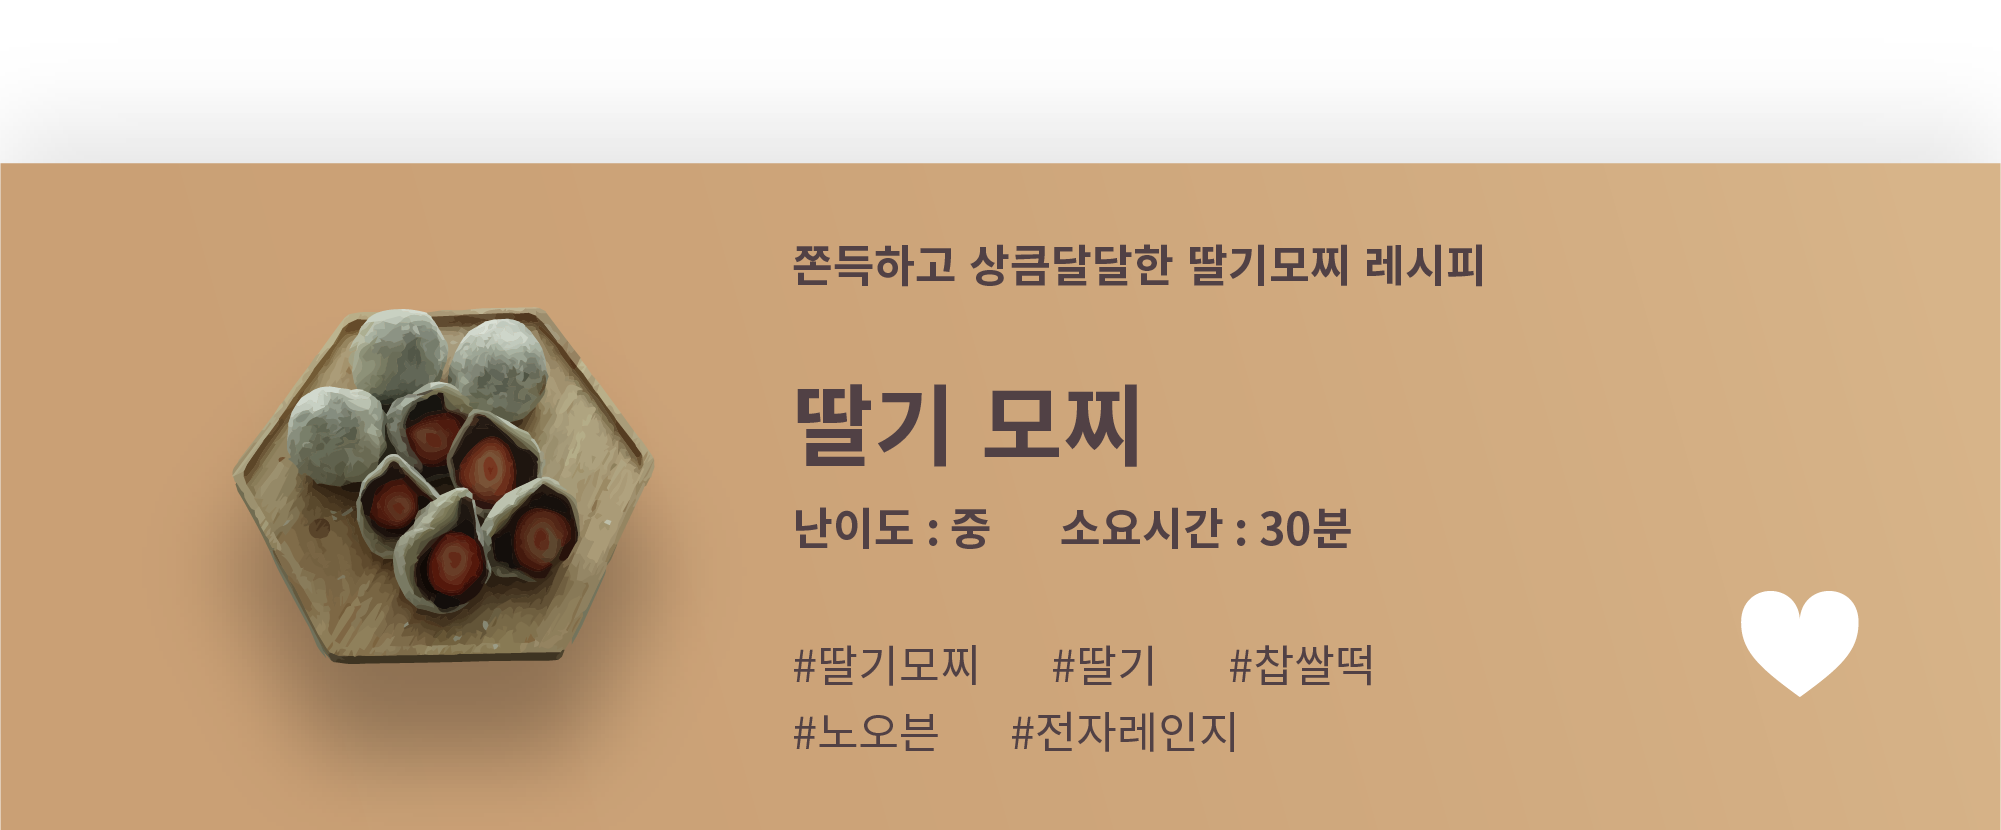 쫀득하고 상큼달달한 딸기모찌 레시피
딸기 모찌
난이도 : 중 소요시간 : 30분
#딸기모찌 #딸기 #찹쌀떡
#노오븐 #전자레인지